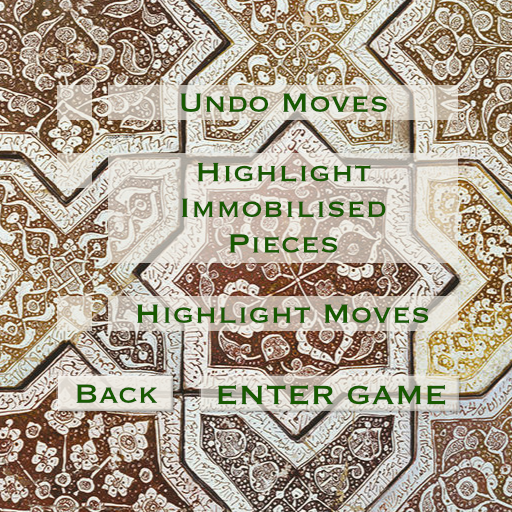 Undo Moves
Highlight
Immobilised
Pieces
Highlight Moves
Back
ENTER GAME